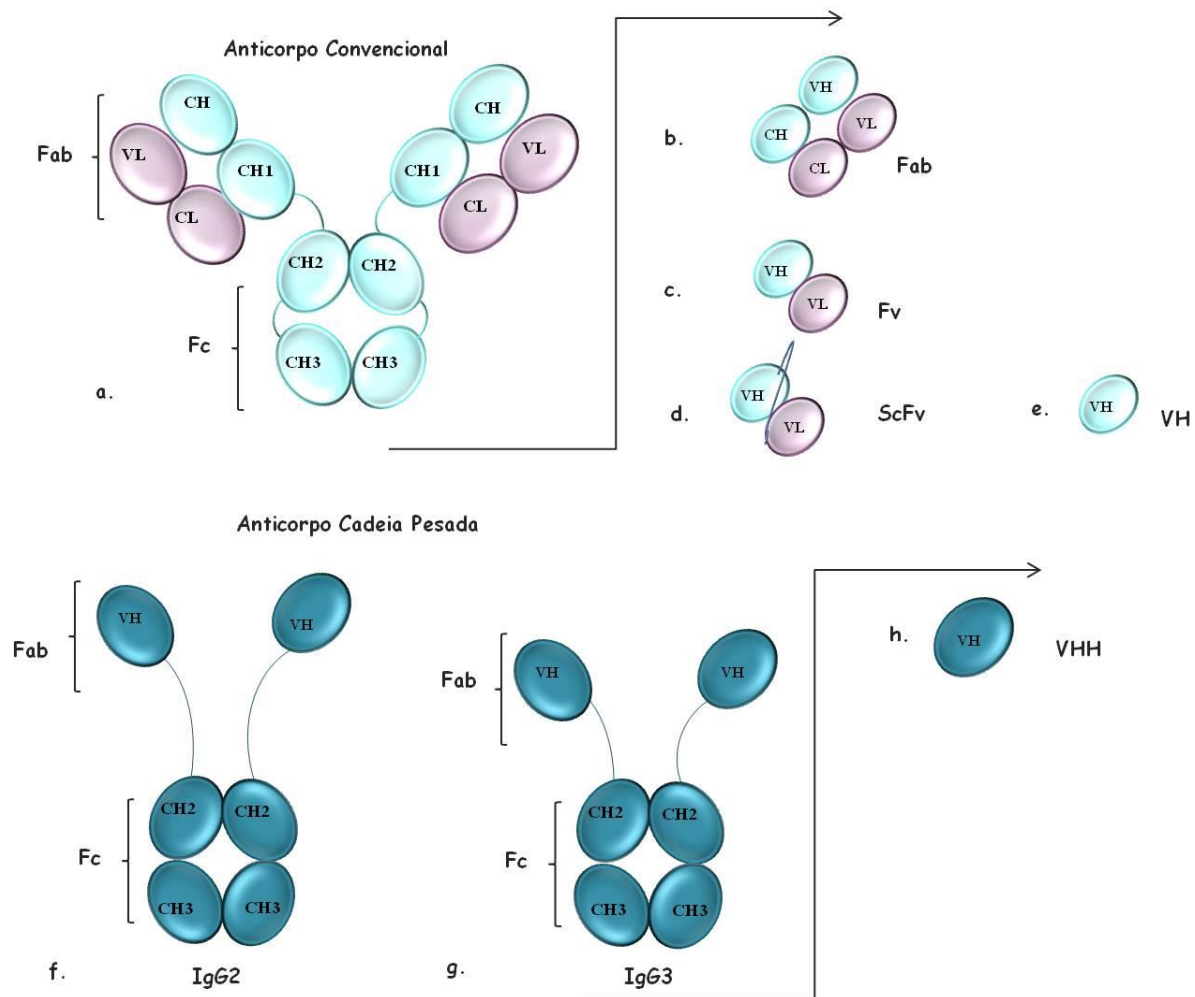 Anticorpo Convencional
CH
CH
Fab
VL
CH1
CH1
VL
CL
CL
CH2
CH2
Fc
CH3
CH3
a.
b.
VH
CH
VL
CL
Fab
c.
VH
VL
Fv
d.
VH
VL
ScFv
e.
VH
VH
Anticorpo Cadeia Pesada
Fab
VH
VH
Fc
CH2
CH2
CH3
CH3
f.
IgG2
Fab
VH
VH
Fc
CH2
CH2
CH3
CH3
g.
IgG3
h.
VH
VHH